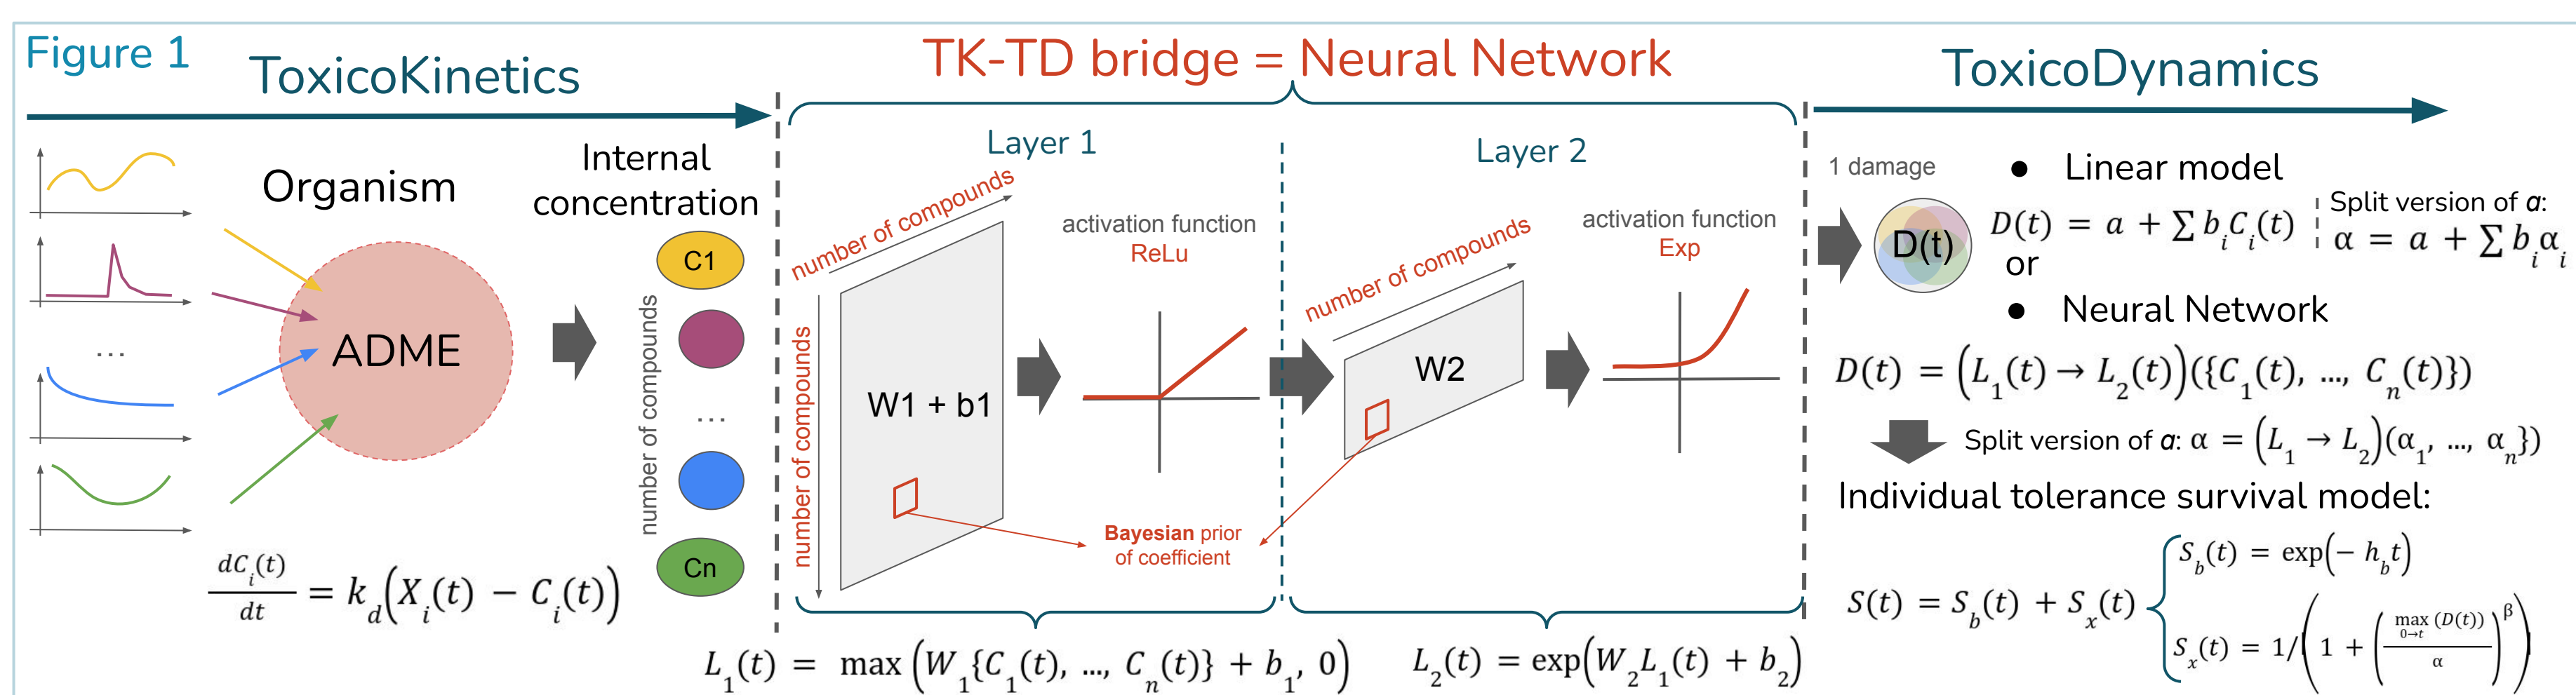 Figure 1
ToxicoKinetics
TK-TD bridge = Neural Network
ToxicoDynamics
Organism
ADME
...
Internal
concentration
number of compounds
C1
...
Cn
dC_i(t)/dt = k_d(X_i(t) − C_i(t))
Layer 1
number of compounds
number of compounds
W1 + b1
activation function
ReLu
Bayesian prior
of coefficient
L_1(t) = max(W_1{C_1(t), ..., C_n(t)} + b_1, 0)
Layer 2
number of compounds
W2
activation function
Exp
L_2(t) = exp(W_2L_1(t) + b_2)
1 damage
D(t)
● Linear model
D(t) = a + ∑ b_iC_i(t)
Split version of α:
α = a + ∑ b_iα_i
or
● Neural Network
D(t) = (L_1(t) → L_2(t))({C_1(t), ..., C_n(t)})
Split version of α: α = (L_1 → L_2)(α_1, ..., α_n})
Individual tolerance survival model:
S(t) = S_b(t) + S_x(t)
S_b(t) = exp(− h_bt)
S_x(t) = 1/(1 + (max_{0→t}(D(t))/α)^β)